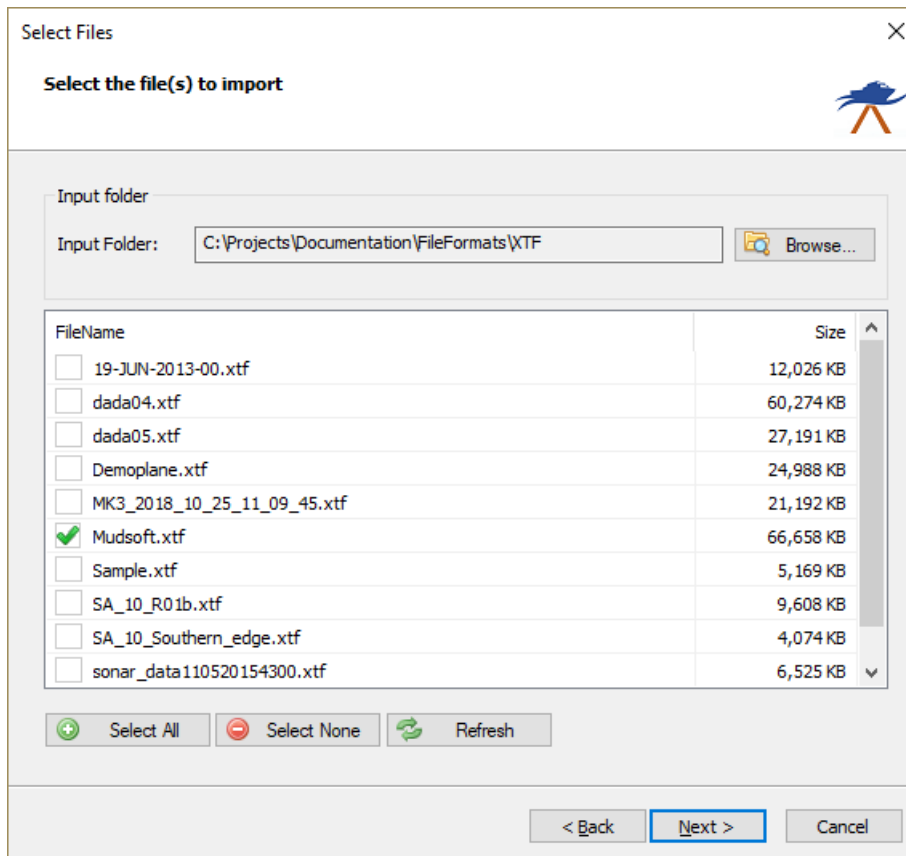 Select Files
Select the file(s) to import
Input folder
Input Folder: C:\Projects\Documentation\FileFormats\XTF Browse...
FileName Size
19-JUN-2013-00.xtf 12,026 KB
dada04.xtf 60,274 KB
dada05.xtf 27,191 KB
Demoplane.xtf 24,988 KB
MK3_2018_10_25_11_09_45.xtf 21,192 KB
Mudsoft.xtf 66,658 KB
Sample.xtf 5,169 KB
SA_10_R01b.xtf 9,608 KB
SA_10_Southern_edge.xtf 4,074 KB
sonar_data110520154300.xtf 6,525 KB
Select All Select None Refresh
< Back Next > Cancel